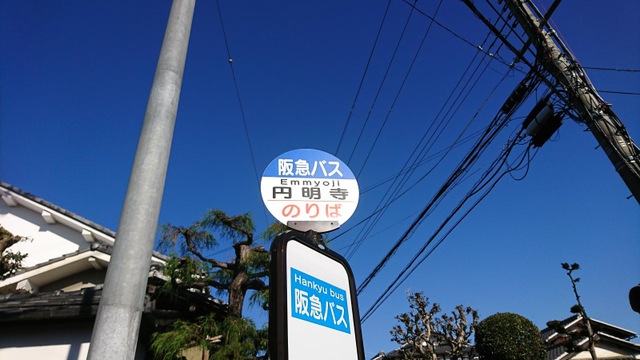 阪急バス
Emmyoji
円明寺
のりば
Hankyu bus
阪急バス